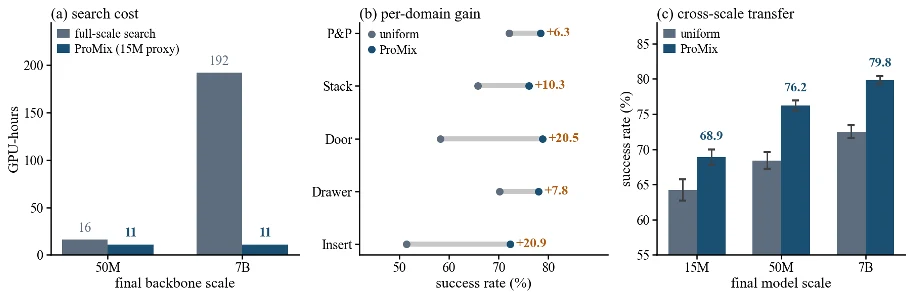 (a) search cost
full-scale search
ProMix (15M proxy)
200
150
100
50
0
GPU-hours
16
11
192
11
50M
7B
final backbone scale
(b) per-domain gain
uniform
ProMix
P&P
Stack
Door
Drawer
Insert
+6.3
+10.3
+20.5
+7.8
+20.9
50
60
70
80
success rate (%)
(c) cross-scale transfer
uniform
ProMix
85
80
75
70
65
60
55
success rate (%)
68.9
76.2
79.8
15M
50M
7B
final model scale